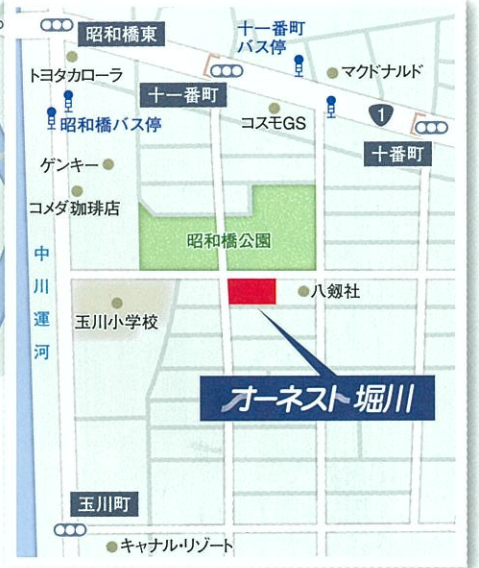 昭和橋東
十一番町
バス停
トヨタカローラ
マクドナルド
十一番町
昭和橋バス停
コスモGS
1
十番町
ゲンキー
コメダ珈琲店
昭和橋公園
中川運河
八剱社
玉川小学校
オーネスト堀川
玉川町
キャナル・リゾート